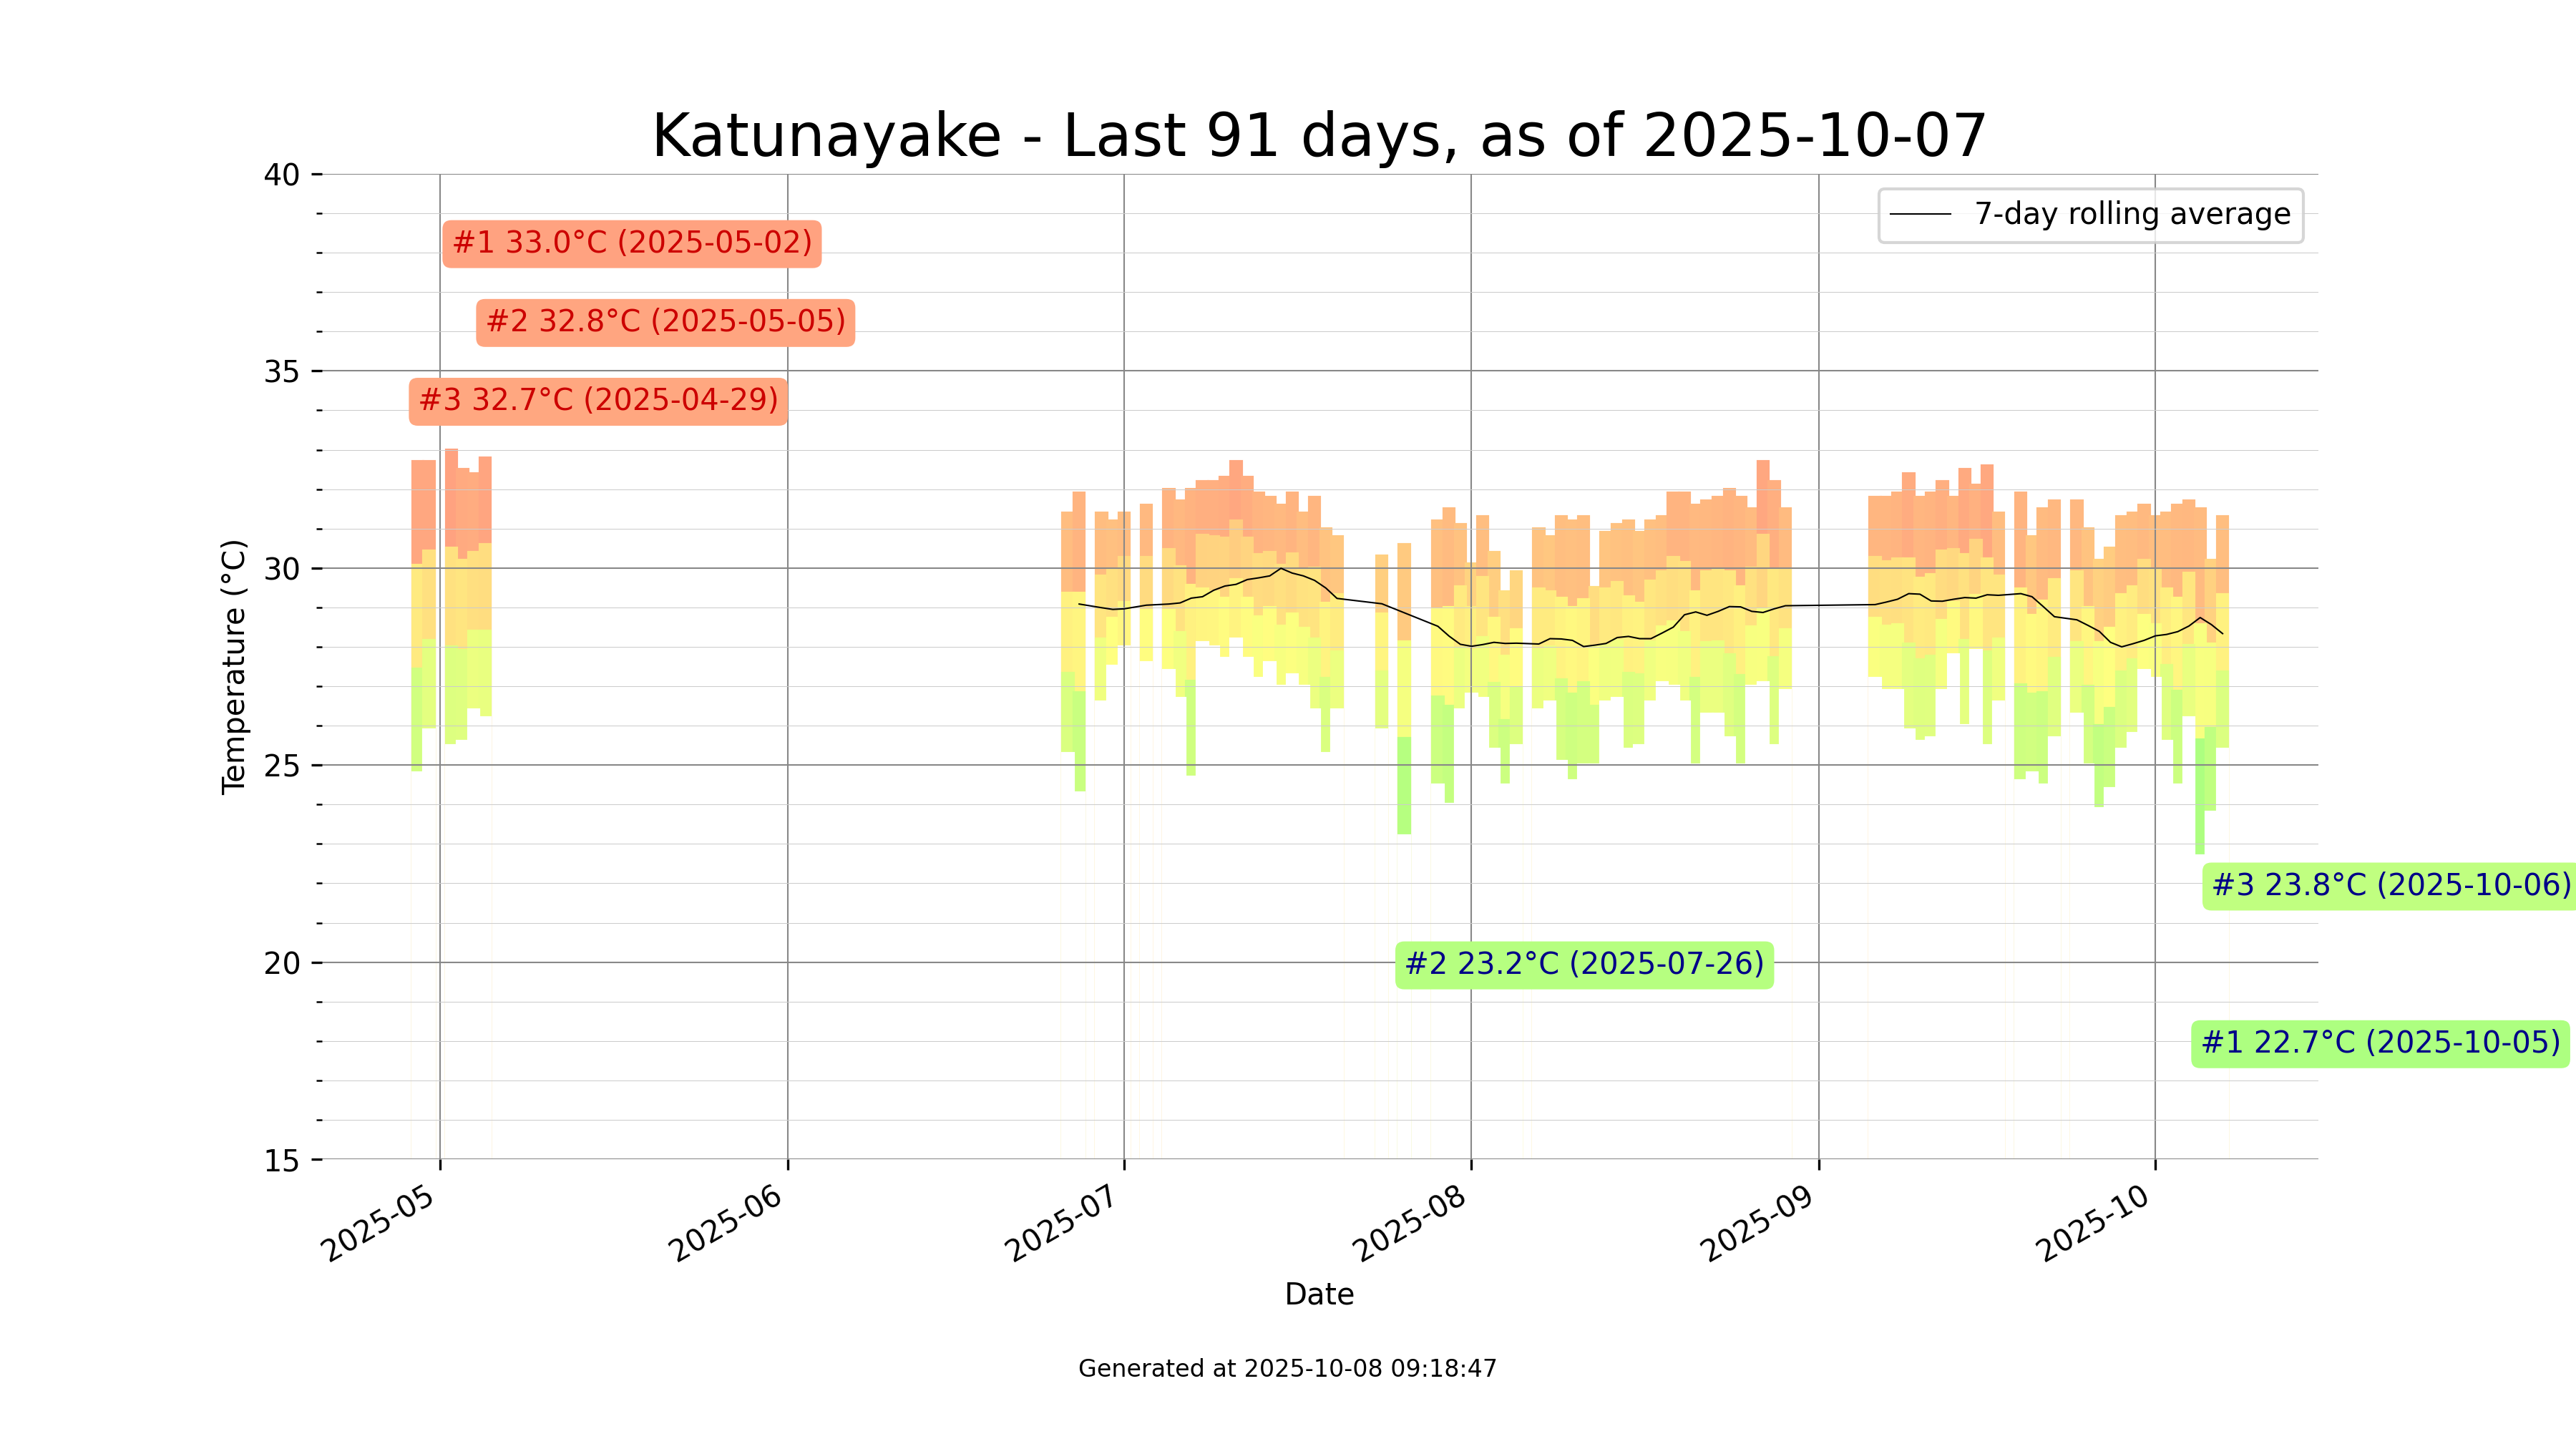 Katunayake - Last 91 days, as of 2025-10-07
40
7-day rolling average
#1 33.0°C (2025-05-02)
#2 32.8°C (2025-05-05)
35
#3 32.7°C (2025-04-29)
30
Temperature (°C)
25
#3 23.8°C (2025-10-06)
20
#2 23.2°C (2025-07-26)
#1 22.7°C (2025-10-05)
15
2025-05
2025-06
2025-07
2025-08
2025-09
2025-10
Date
Generated at 2025-10-08 09:18:47